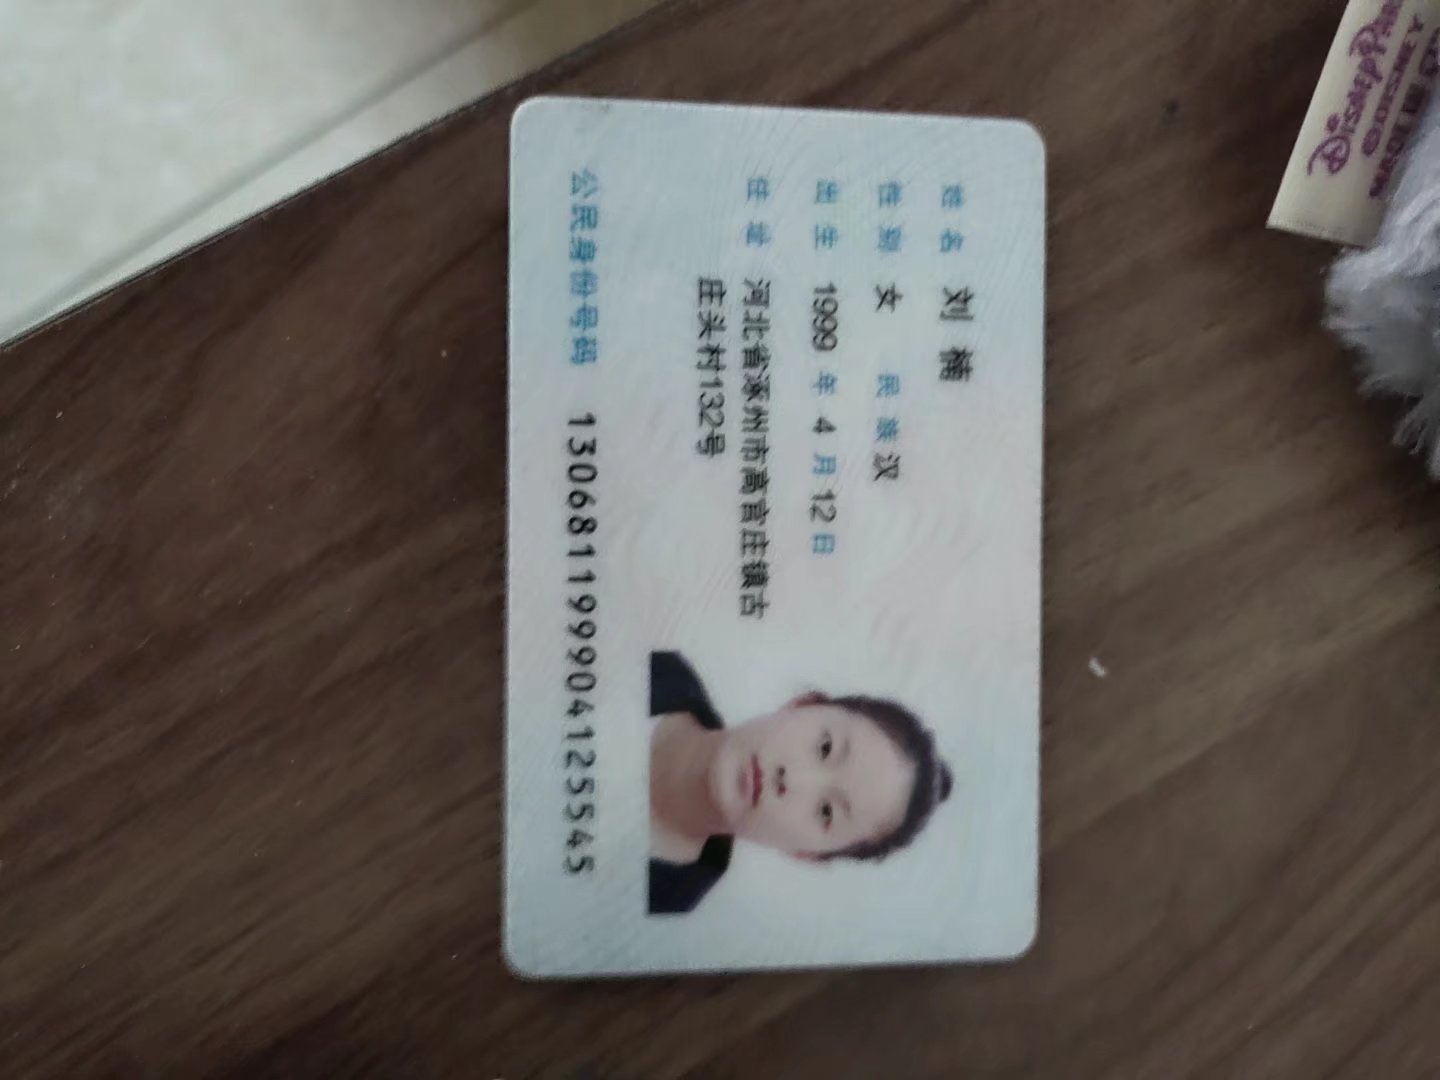 姓名 刘楠
性别 女 民族 汉
出生 1999 年 4 月 12 日
住址 河北省涿州市高官庄镇古
庄头村132号
公民身份号码 130681199904125545
©DISNEY